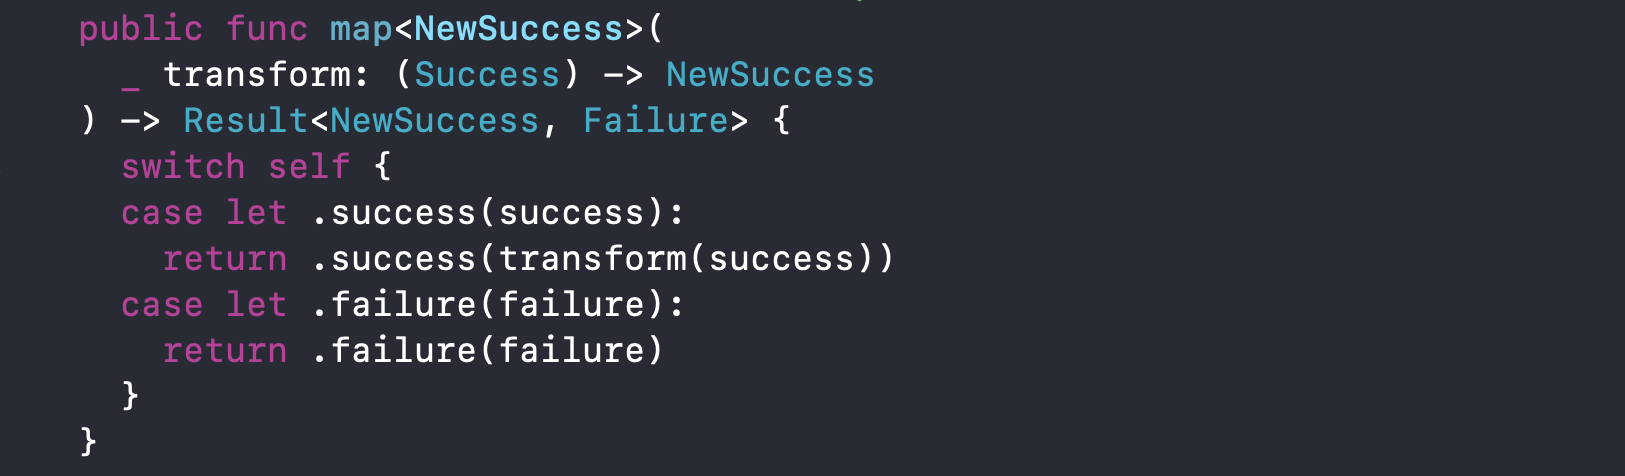 public func map<NewSuccess>(
  _ transform: (Success) -> NewSuccess
) -> Result<NewSuccess, Failure> {
  switch self {
  case let .success(success):
    return .success(transform(success))
  case let .failure(failure):
    return .failure(failure)
  }
}